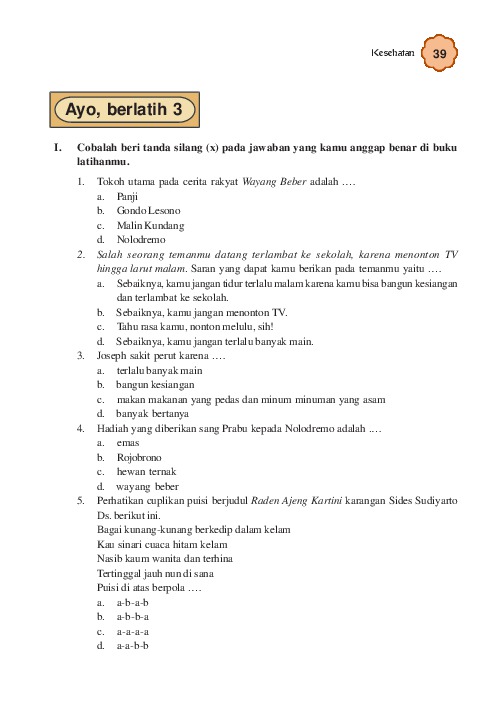 Kesehatan 39
Ayo, berlatih 3
I. Cobalah beri tanda silang (x) pada jawaban yang kamu anggap benar di buku
latihanmu.
1. Tokoh utama pada cerita rakyat Wayang Beber adalah ….
a. Panji
b. Gondo Lesono
c. Malin Kundang
d. Nolodremo
2. Salah seorang temanmu datang terlambat ke sekolah, karena menonton TV
hingga larut malam. Saran yang dapat kamu berikan pada temanmu yaitu ….
a. Sebaiknya, kamu jangan tidur terlalu malam karena kamu bisa bangun kesiangan
dan terlambat ke sekolah.
b. Sebaiknya, kamu jangan menonton TV.
c. Tahu rasa kamu, nonton melulu, sih!
d. Sebaiknya, kamu jangan terlalu banyak main.
3. Joseph sakit perut karena ….
a. terlalu banyak main
b. bangun kesiangan
c. makan makanan yang pedas dan minum minuman yang asam
d. banyak bertanya
4. Hadiah yang diberikan sang Prabu kepada Nolodremo adalah ….
a. emas
b. Rojobrono
c. hewan ternak
d. wayang beber
5. Perhatikan cuplikan puisi berjudul Raden Ajeng Kartini karangan Sides Sudiyarto
Ds. berikut ini.
Bagai kunang-kunang berkedip dalam kelam
Kau sinari cuaca hitam kelam
Nasib kaum wanita dan terhina
Tertinggal jauh nun di sana
Puisi di atas berpola ….
a. a-b-a-b
b. a-b-b-a
c. a-a-a-a
d. a-a-b-b